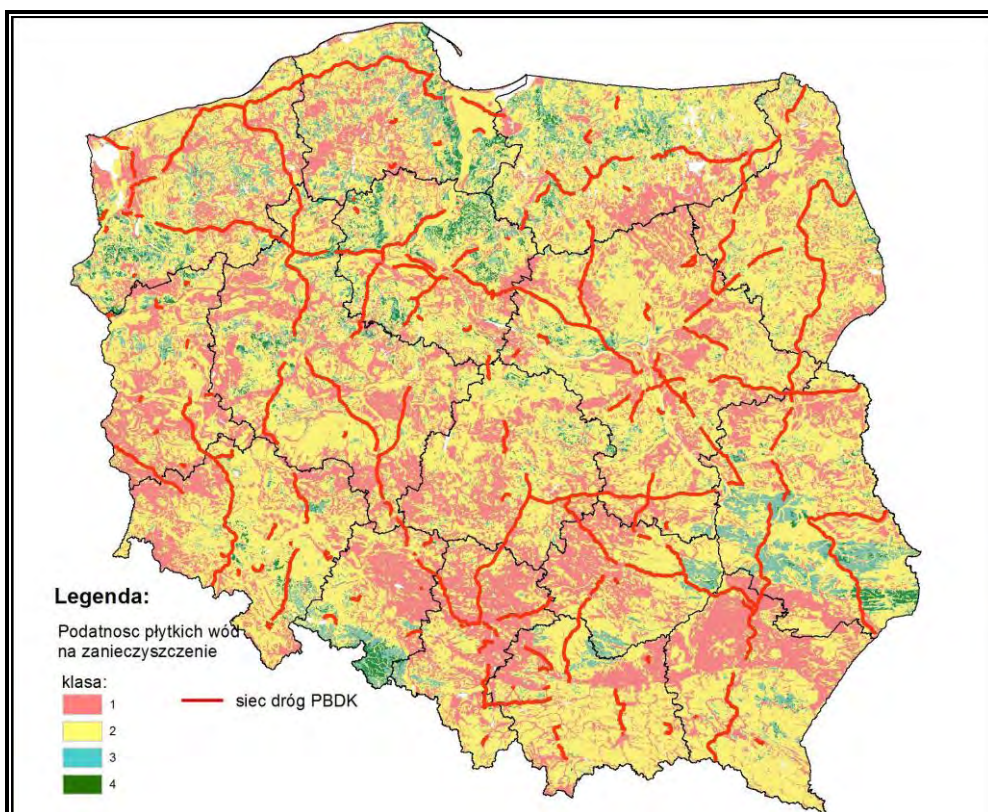 Legenda:
Podatnosc płytkich wód
na zanieczyszczenie
klasa:
1
siec dróg PBDK
2
3
4